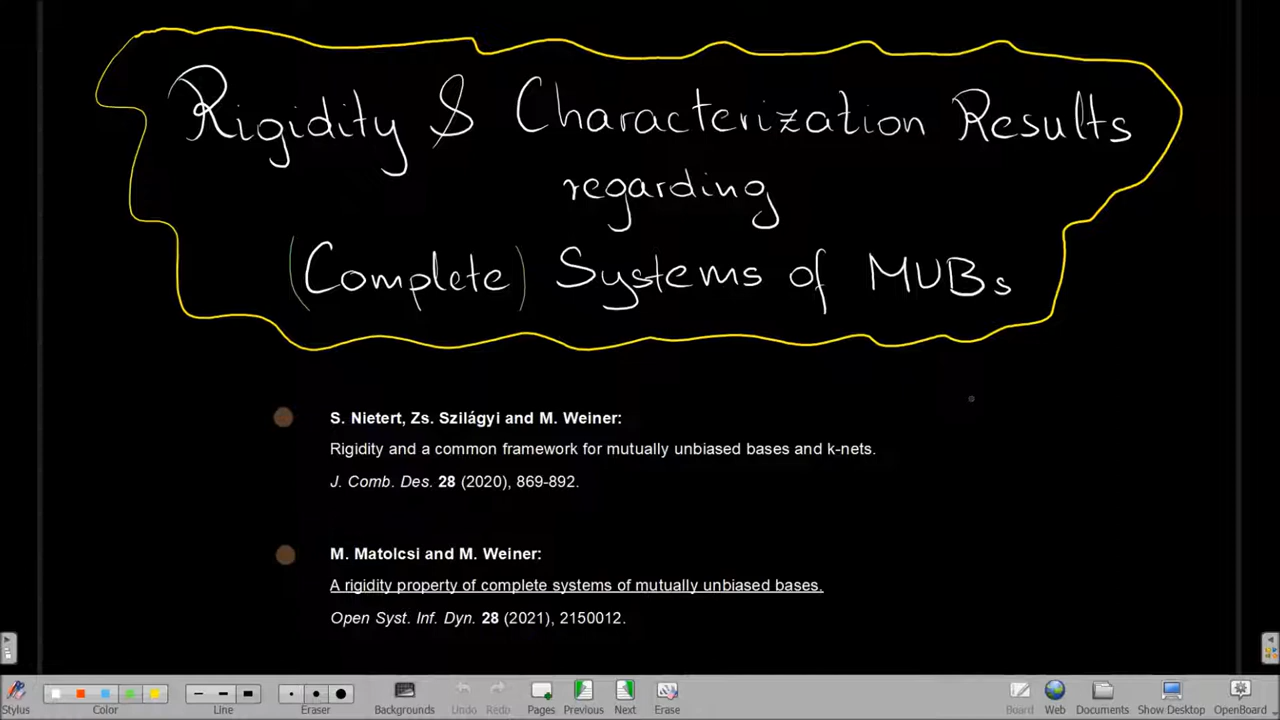 Rigidity & Characterization Results
regarding
(Complete) Systems of MUBs
S. Nietert, Zs. Szilágyi and M. Weiner:
Rigidity and a common framework for mutually unbiased bases and k-nets.
J. Comb. Des. 28 (2020), 869-892.
M. Matolcsi and M. Weiner:
A rigidity property of complete systems of mutually unbiased bases.
Open Syst. Inf. Dyn. 28 (2021), 2150012.
Stylus Color Line Eraser Backgrounds Undo Redo Pages Previous Next Erase Board Web Documents Show Desktop OpenBoard